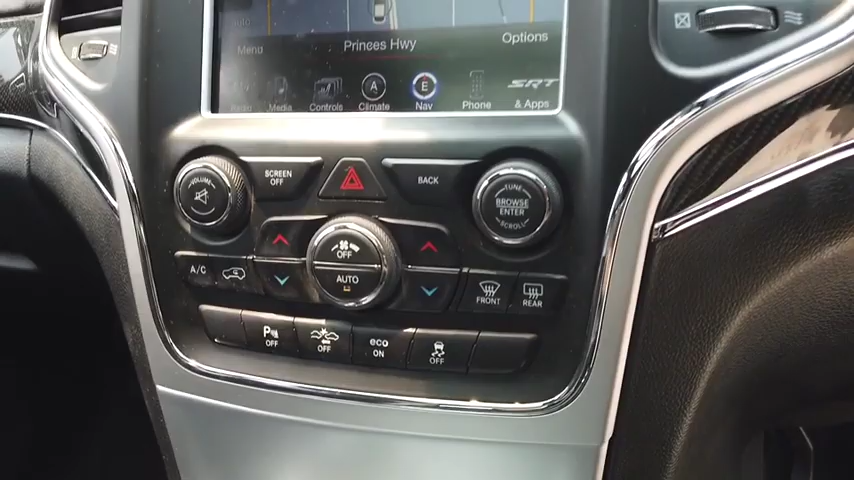 Menu
Princes Hwy
Options
Radio
Media
Controls
A
Climate
E
Nav
Phone
SRT
& Apps
VOLUME
SCREEN
OFF
BACK
TUNE
BROWSE
ENTER
SCROLL
OFF
AUTO
A/C
FRONT
REAR
P
OFF
OFF
eco
ON
OFF